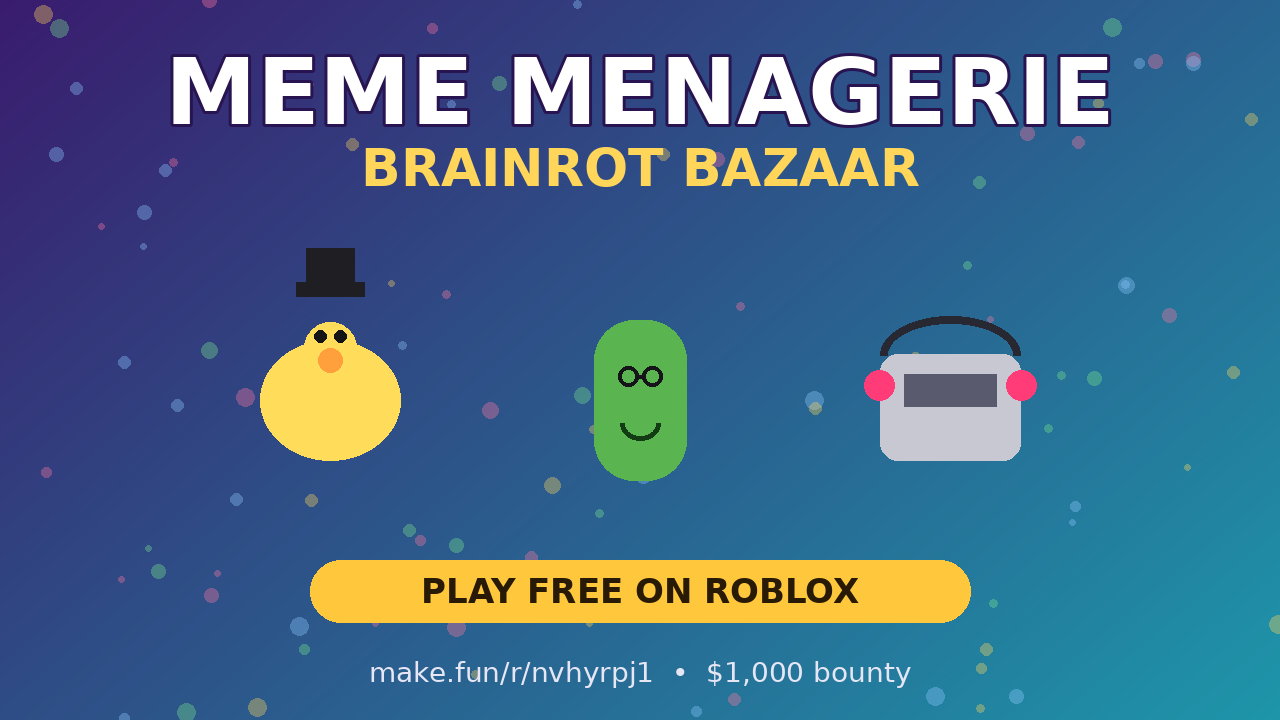 MEME MENAGERIE
BRAINROT BAZAAR
PLAY FREE ON ROBLOX
make.fun/r/nvhyrpj1 • $1,000 bounty